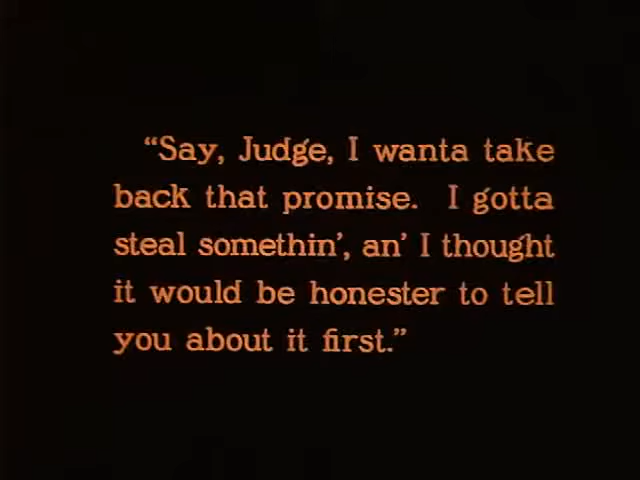 “Say, Judge, I wanta take
back that promise. I gotta
steal somethin’, an’ I thought
it would be honester to tell
you about it first.”